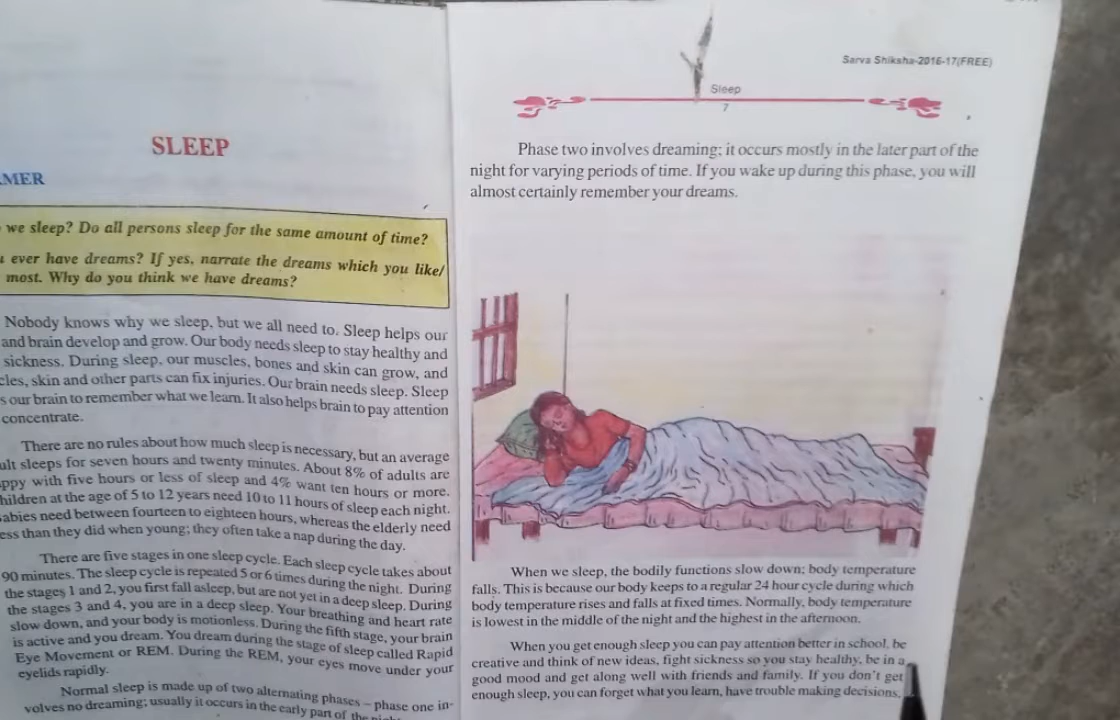 SLEEP
we sleep? Do all persons sleep for the same amount of time?
ever have dreams? If yes, narrate the dreams which you like/
most. Why do you think we have dreams?
Nobody knows why we sleep, but we all need to. Sleep helps our
and brain develop and grow. Our body needs sleep to stay healthy and
sickness. During sleep, our muscles, bones and skin can grow, and
skin and other parts can fix injuries. Our brain needs sleep. Sleep
our brain to remember what we learn. It also helps brain to pay attention
concentrate.
There are no rules about how much sleep is necessary, but an average
sleeps for seven hours and twenty minutes. About 8% of adults are
with five hours or less of sleep and 4% want ten hours or more.
at the age of 5 to 12 years need 10 to 11 hours of sleep each night.
need between fourteen to eighteen hours, whereas the elderly need
than they did when young; they often take a nap during the day.
There are five stages in one sleep cycle. Each sleep cycle takes about
90 minutes. The sleep cycle is repeated 5 or 6 times during the night. During
the stages 1 and 2, you first fall asleep, but are not yet in a deep sleep. During
the stages 3 and 4, you are in a deep sleep. Your breathing and heart rate
slow down, and your body is motionless. During the fifth stage, your brain
is active and you dream. You dream during the stage of sleep called Rapid
Eye Movement or REM. During the REM, your eyes move under your
eyelids rapidly.
Normal sleep is made up of two alternating phases – phase one in-
volves no dreaming; usually it occurs in the early part of the
Sarva Shiksha-2016-17(FREE)
Sleep
7
Phase two involves dreaming; it occurs mostly in the later part of the
night for varying periods of time. If you wake up during this phase, you will
almost certainly remember your dreams.
When we sleep, the bodily functions slow down; body temperature
falls. This is because our body keeps to a regular 24 hour cycle during which
body temperature rises and falls at fixed times. Normally, body temperature
is lowest in the middle of the night and the highest in the afternoon.
When you get enough sleep you can pay attention better in school, be
creative and think of new ideas, fight sickness so you stay healthy, be in a
good mood and get along well with friends and family. If you don't get
enough sleep, you can forget what you learn, have trouble making decisions,